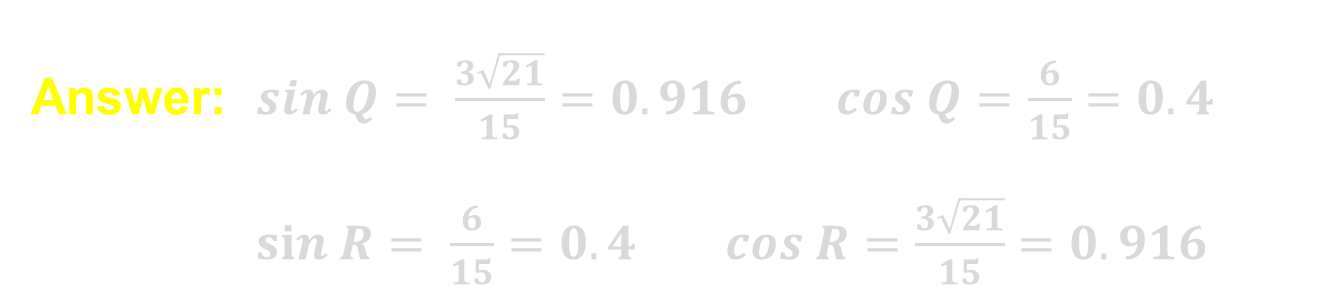 Answer: sin Q = 3√21/15 = 0.916 cos Q = 6/15 = 0.4
sin R = 6/15 = 0.4 cos R = 3√21/15 = 0.916